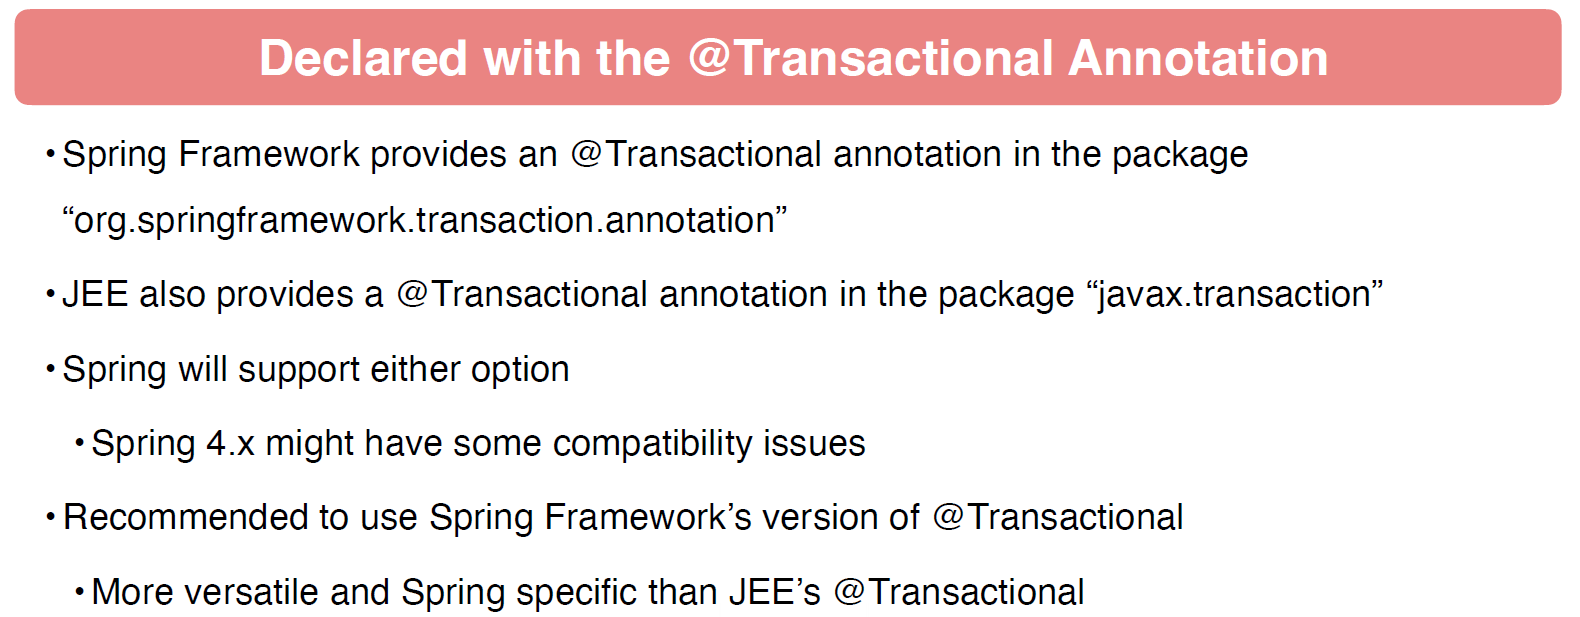 Declared with the @Transactional Annotation
• Spring Framework provides an @Transactional annotation in the package
“org.springframework.transaction.annotation”
• JEE also provides a @Transactional annotation in the package “javax.transaction”
• Spring will support either option
• Spring 4.x might have some compatibility issues
• Recommended to use Spring Framework’s version of @Transactional
• More versatile and Spring specific than JEE’s @Transactional